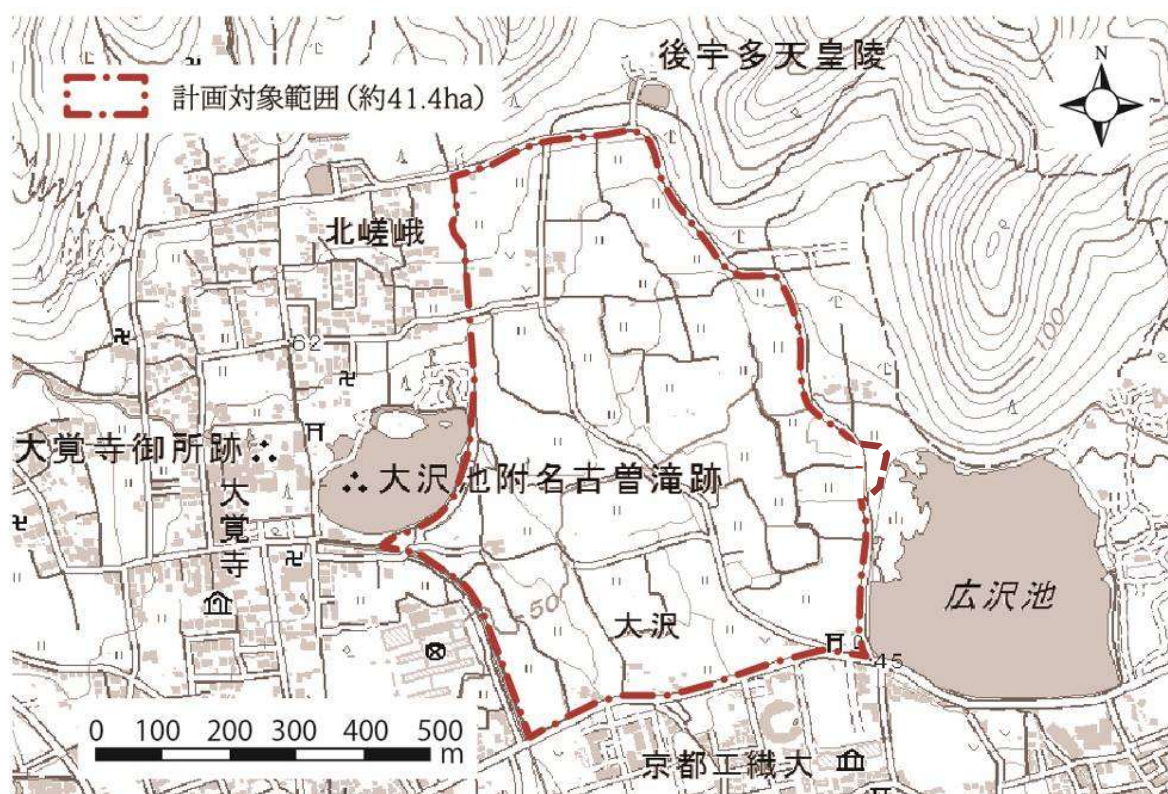 後宇多天皇陵
N
計画対象範囲 (約41.4ha)
北嵯峨
100
62
大覚寺御所跡
大沢池附名古曽滝跡
大覚寺
50
大沢
広沢池
45
0 100 200 300 400 500
m
京都工繊大